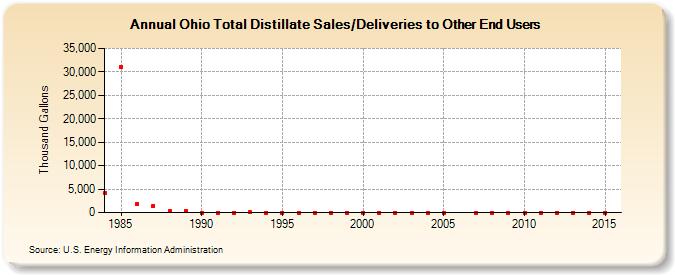 Annual Ohio Total Distillate Sales/Deliveries to Other End Users
Thousand Gallons
35,000
30,000
25,000
20,000
15,000
10,000
5,000
0
1985 1990 1995 2000 2005 2010 2015
Source: U.S. Energy Information Administration